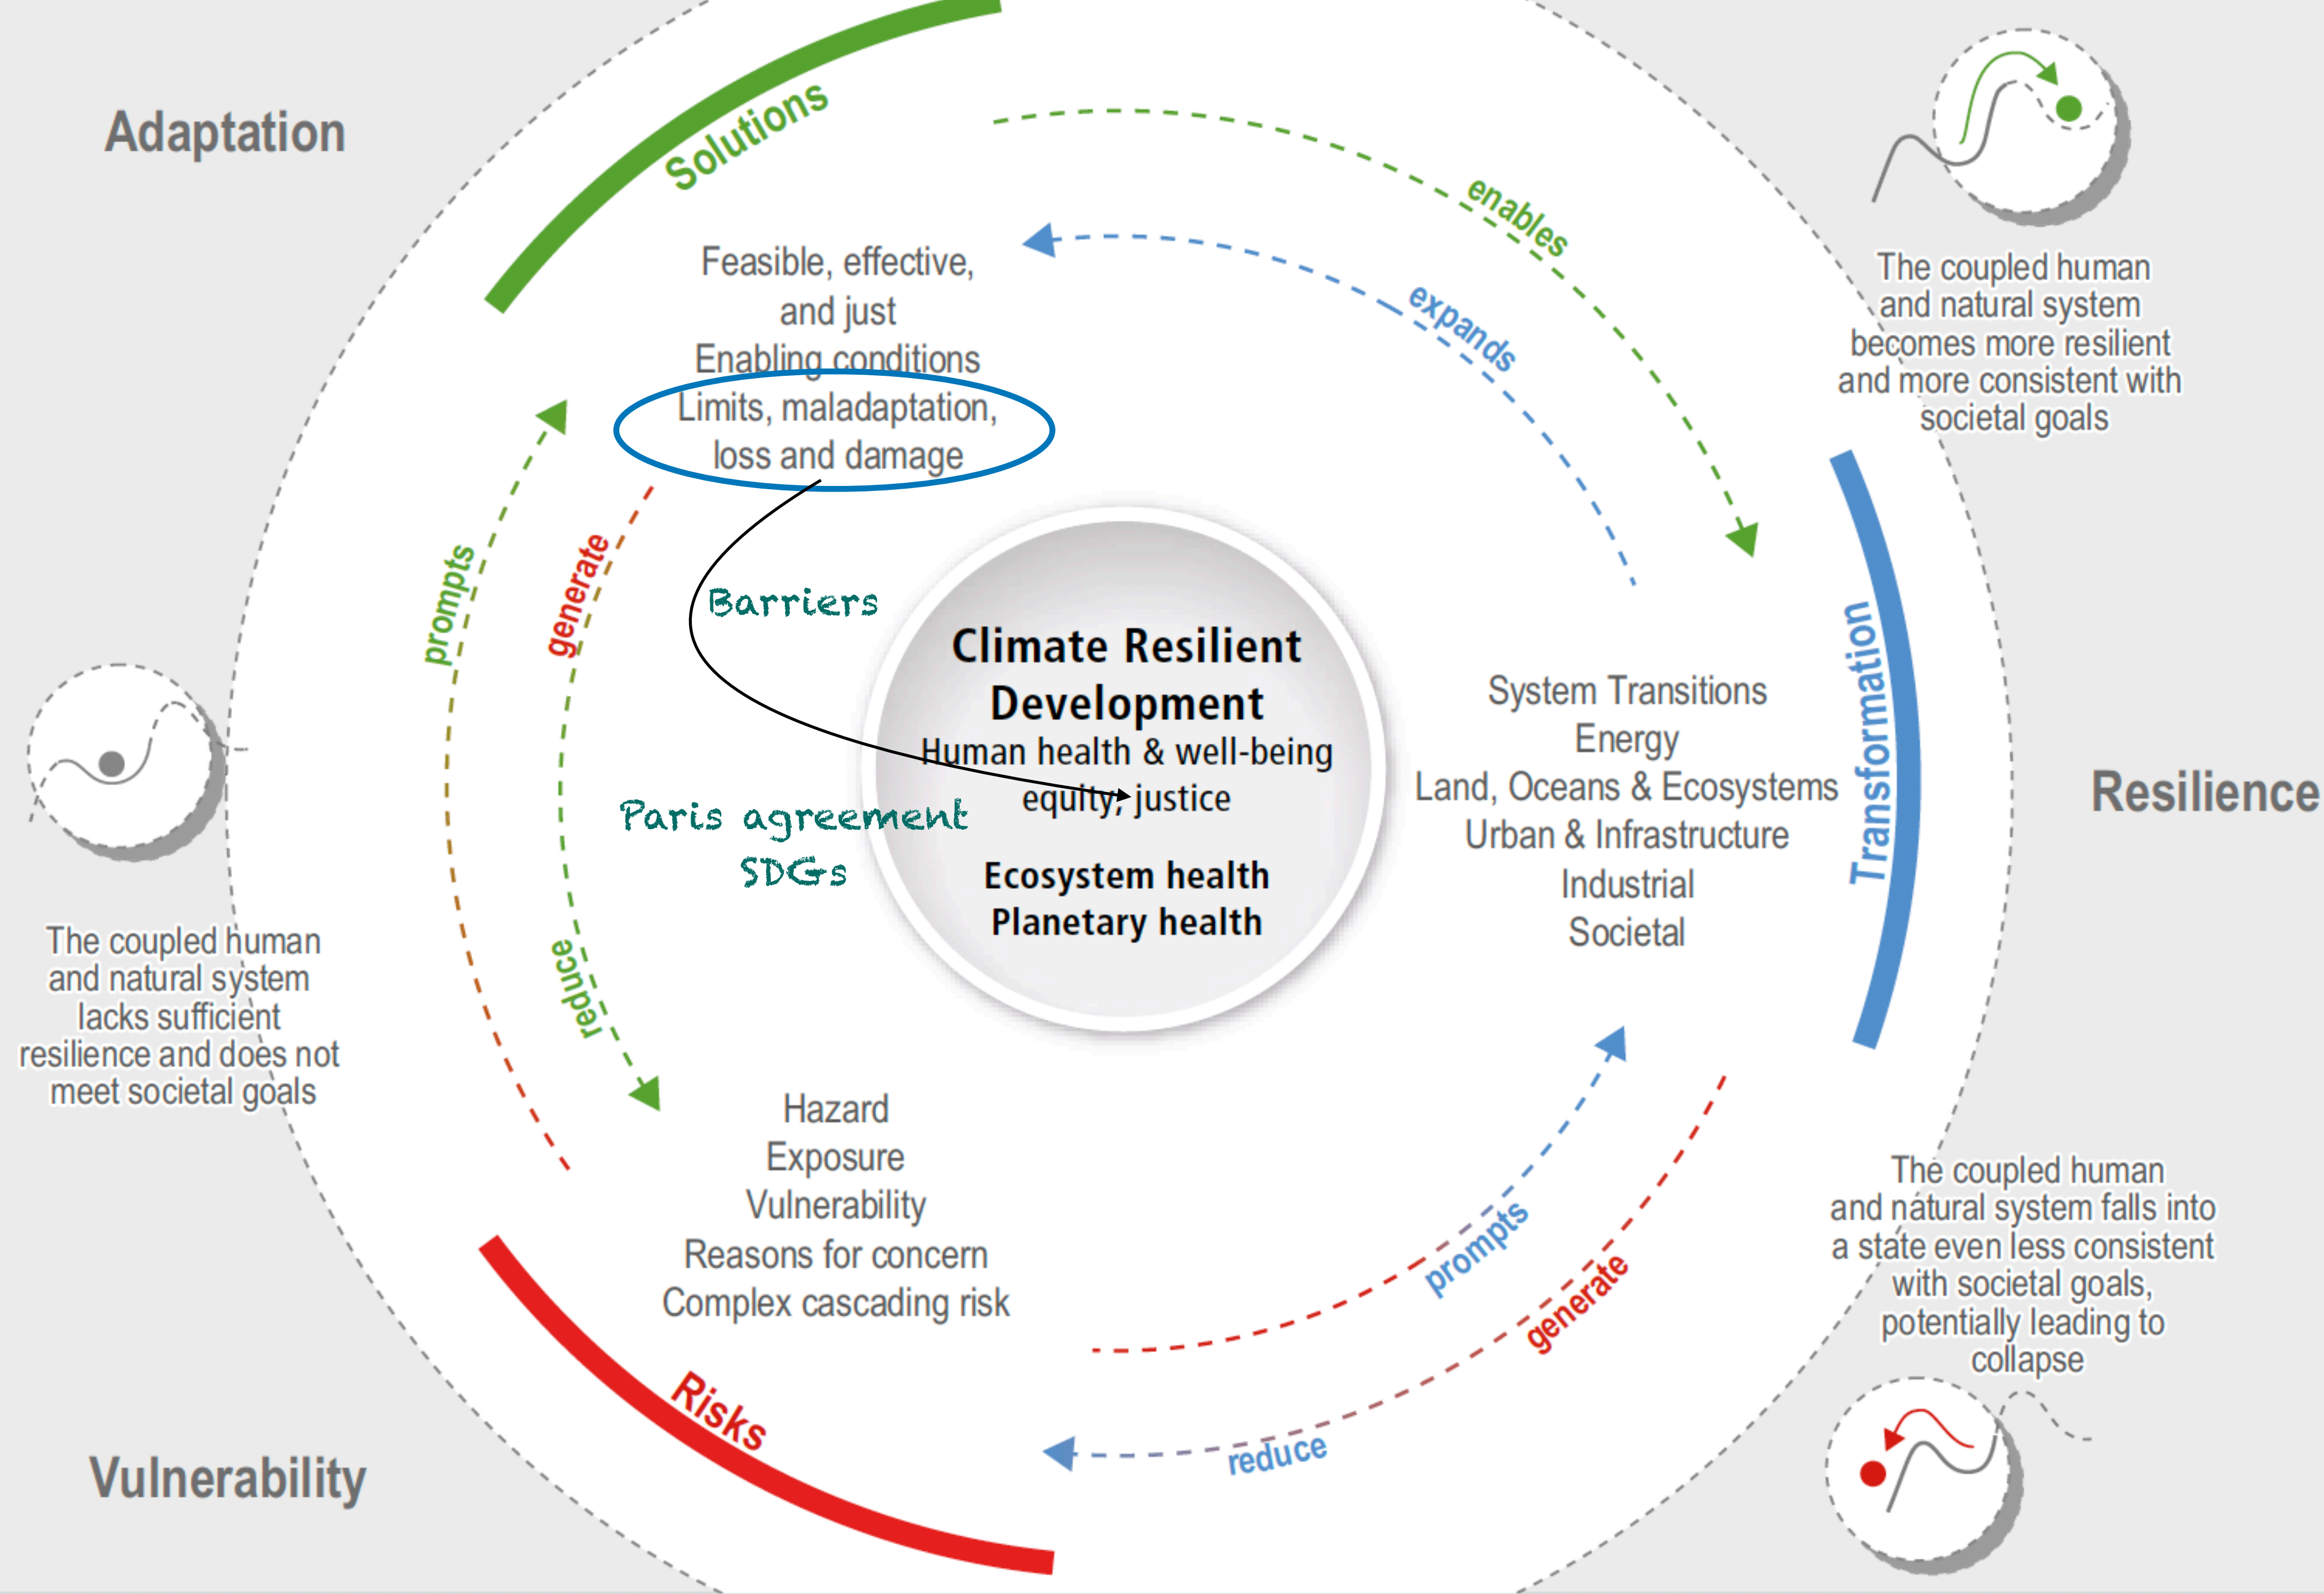 Adaptation
Solutions
Feasible, effective,
and just
Enabling conditions
Limits, maladaptation,
loss and damage
enables
expands
The coupled human
and natural system
becomes more resilient
and more consistent with
societal goals
prompts
generate
reduce
Barriers
Paris agreement
SDGs
Climate Resilient
Development
Human health & well-being
equity, justice
Ecosystem health
Planetary health
System Transitions
Energy
Land, Oceans & Ecosystems
Urban & Infrastructure
Industrial
Societal
Transformation
Resilience
The coupled human
and natural system
lacks sufficient
resilience and does not
meet societal goals
Hazard
Exposure
Vulnerability
Reasons for concern
Complex cascading risk
prompts
generate
reduce
The coupled human
and natural system falls into
a state even less consistent
with societal goals,
potentially leading to
collapse
Risks
Vulnerability